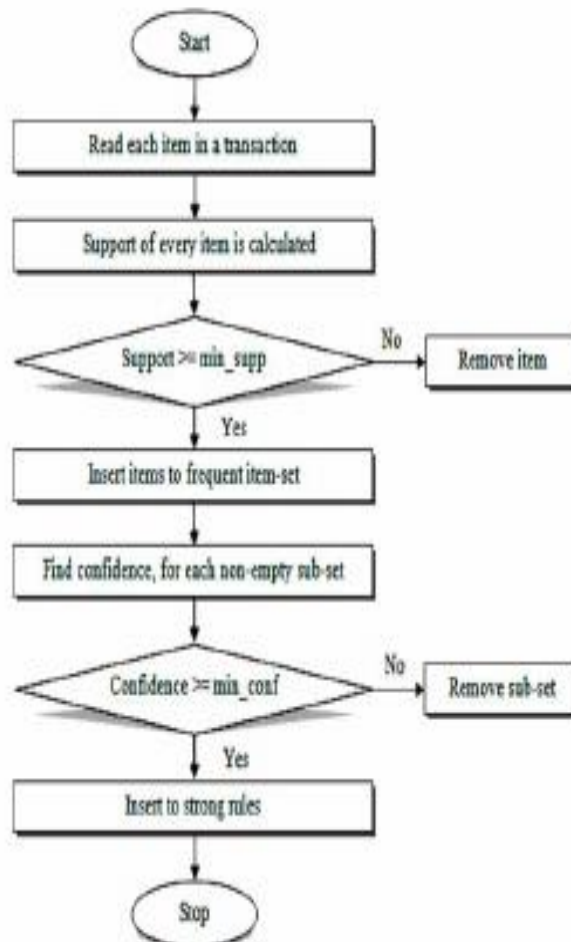 Start
Read each item in a transaction
Support of every item is calculated
Support >= min_supp
No
Remove item
Yes
Insert items to frequent item-set
Find confidence, for each non-empty sub-set
Confidence >= min_conf
No
Remove sub-set
Yes
Insert to strong rules
Stop